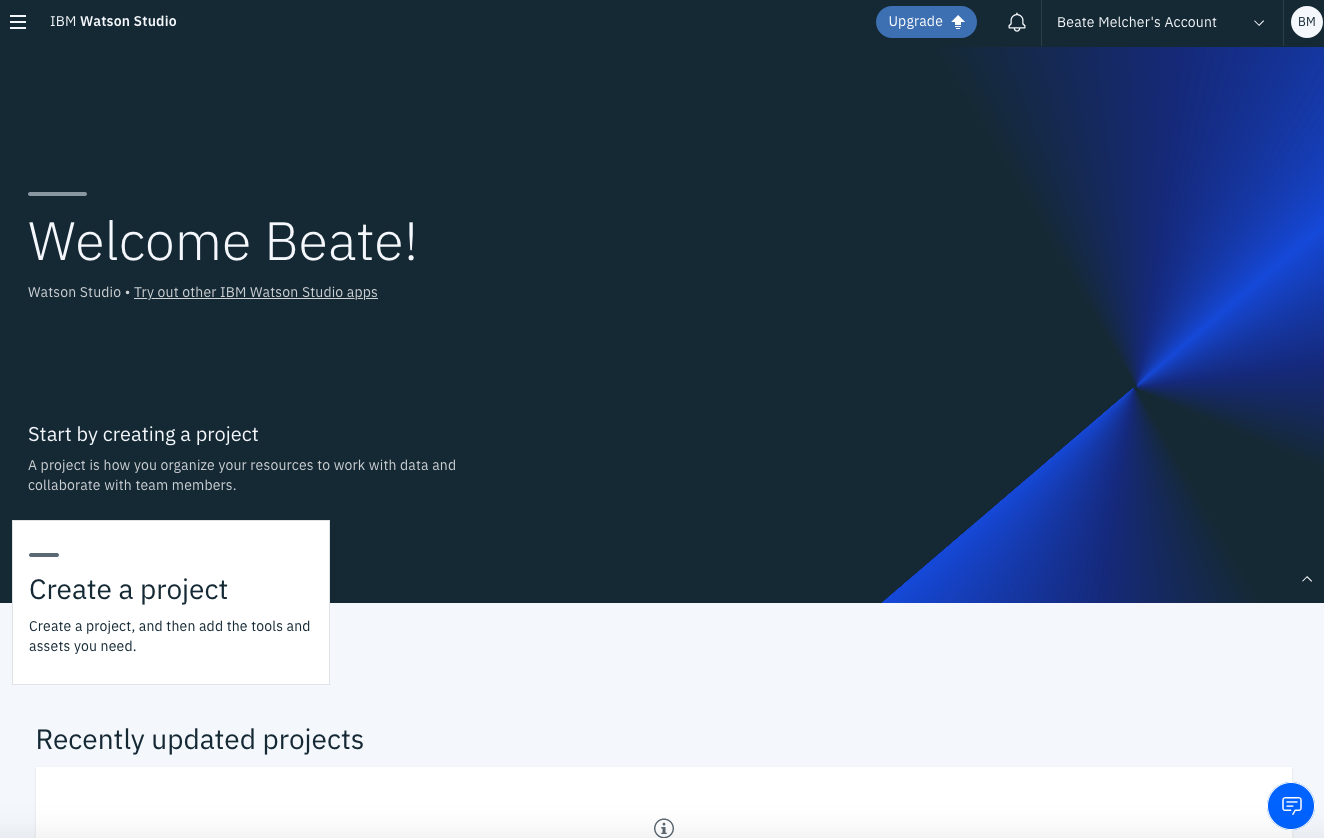 IBM Watson Studio
Upgrade
Beate Melcher's Account
BM
Welcome Beate!
Watson Studio • Try out other IBM Watson Studio apps
Start by creating a project
A project is how you organize your resources to work with data and
collaborate with team members.
Create a project
Create a project, and then add the tools and
assets you need.
Recently updated projects